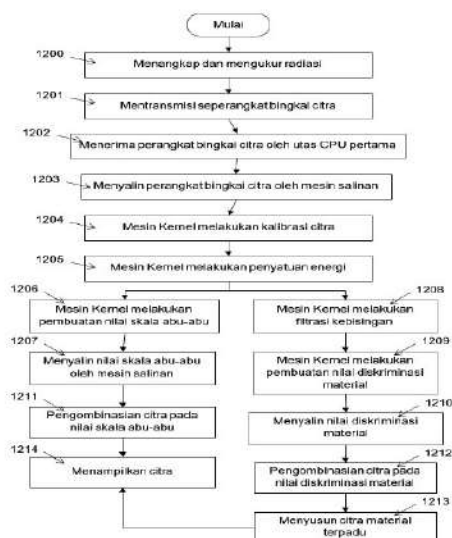 Mulai
1200
Menangkap dan mengukur radiasi
1201
Mentransmisi seperangkat bingkai citra
1202
Menerima perangkat bingkai citra oleh utas CPU pertama
1203
Menyalin perangkat bingkai citra oleh mesin salinan
1204
Mesin Kernel melakukan kalibrasi citra
1205
Mesin Kernel melakukan penyatuan energi
1206
Mesin Kernel melakukan
pembuatan nilai skala abu-abu
1207
Menyalin nilai skala abu-abu
oleh mesin salinan
1211
Pengombinasian citra pada
nilai skala abu-abu
1214
Menampilkan citra
1208
Mesin Kernel melakukan
filtrasi kebisingan
1209
Mesin Kernel melakukan
pembuatan nilai diskriminasi
material
1210
Menyalin nilai diskriminasi
material
1212
Pengombinasian citra pada
nilai diskriminasi material
1213
Menyusun citra material
terpadu